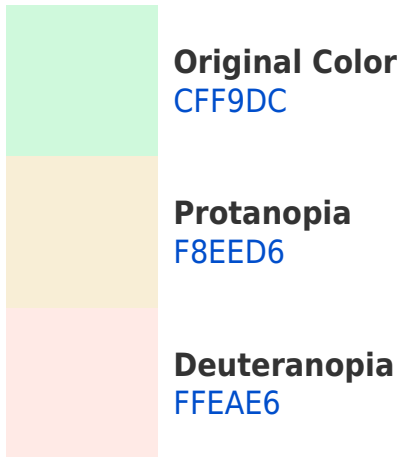 Original Color
CFF9DC
Protanopia
F8EED6
Deuteranopia
FFEAE6